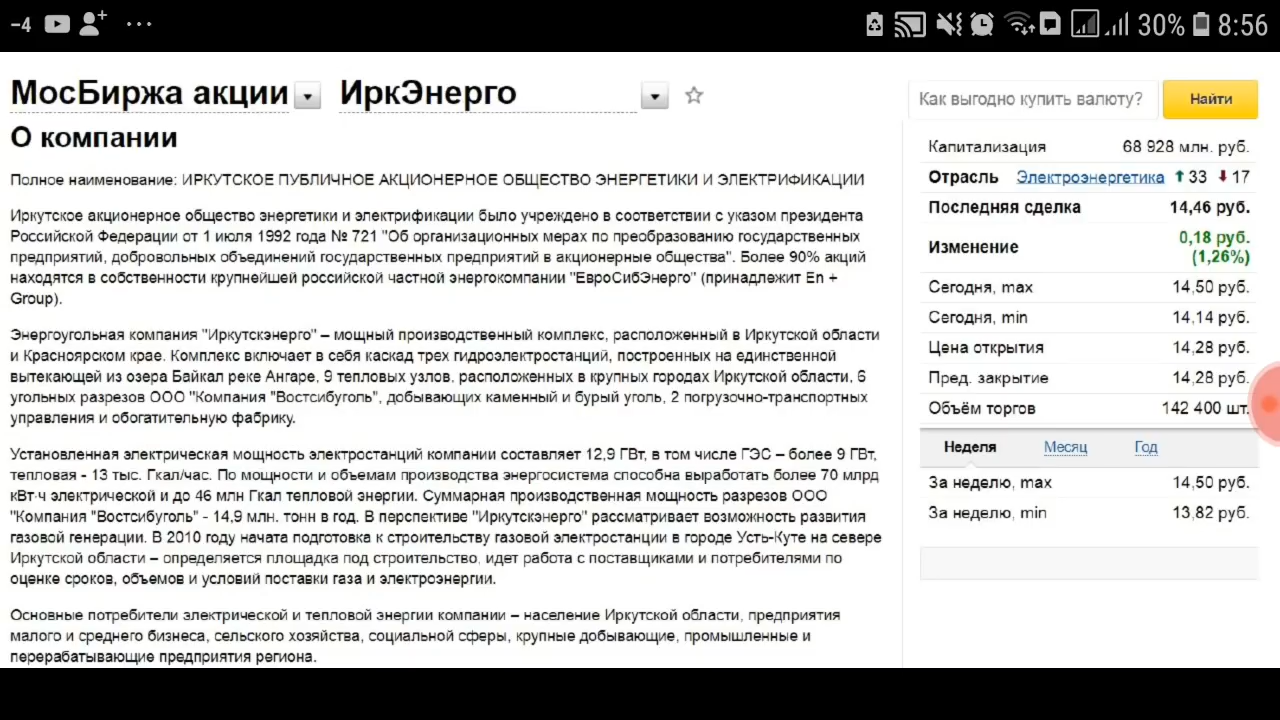 -4 ... 30% 8:56
МосБиржа акции ИркЭнерго
О компании
Полное наименование: ИРКУТСКОЕ ПУБЛИЧНОЕ АКЦИОНЕРНОЕ ОБЩЕСТВО ЭНЕРГЕТИКИ И ЭЛЕКТРИФИКАЦИИ
Иркутское акционерное общество энергетики и электрификации было учреждено в соответствии с указом президента
Российской Федерации от 1 июля 1992 года № 721 "Об организационных мерах по преобразованию государственных
предприятий, добровольных объединений государственных предприятий в акционерные общества". Более 90% акций
находятся в собственности крупнейшей российской частной энергокомпании "ЕвроСибЭнерго" (принадлежит En +
Group).
Энергоугольная компания "Иркутскэнерго" – мощный производственный комплекс, расположенный в Иркутской области
и Красноярском крае. Комплекс включает в себя каскад трех гидроэлектростанций, построенных на единственной
вытекающей из озера Байкал реке Ангаре, 9 тепловых узлов, расположенных в крупных городах Иркутской области, 6
угольных разрезов ООО "Компания "Востсибуголь", добывающих каменный и бурый уголь, 2 погрузочно-транспортных
управления и обогатительную фабрику.
Установленная электрическая мощность электростанций компании составляет 12,9 ГВт, в том числе ГЭС – более 9 ГВт,
тепловая - 13 тыс. Гкал/час. По мощности и объемам производства энергосистема способна выработать более 70 млрд
кВт·ч электрической и до 46 млн Гкал тепловой энергии. Суммарная производственная мощность разрезов ООО
"Компания "Востсибуголь" - 14,9 млн. тонн в год. В перспективе "Иркутскэнерго" рассматривает возможность развития
газовой генерации. В 2010 году начата подготовка к строительству газовой электростанции в городе Усть-Куте на севере
Иркутской области – определяется площадка под строительство, идет работа с поставщиками и потребителями по
оценке сроков, объемов и условий поставки газа и электроэнергии.
Основные потребители электрической и тепловой энергии компании – население Иркутской области, предприятия
малого и среднего бизнеса, сельского хозяйства, социальной сферы, крупные добывающие, промышленные и
перерабатывающие предприятия региона.
Как выгодно купить валюту? Найти
Капитализация 68 928 млн. руб.
Отрасль Электроэнергетика 33 17
Последняя сделка 14,46 руб.
Изменение 0,18 руб.
(1,26%)
Сегодня, max 14,50 руб.
Сегодня, min 14,14 руб.
Цена открытия 14,28 руб.
Пред. закрытие 14,28 руб.
Объём торгов 142 400 шт.
Неделя Месяц Год
За неделю, max 14,50 руб.
За неделю, min 13,82 руб.